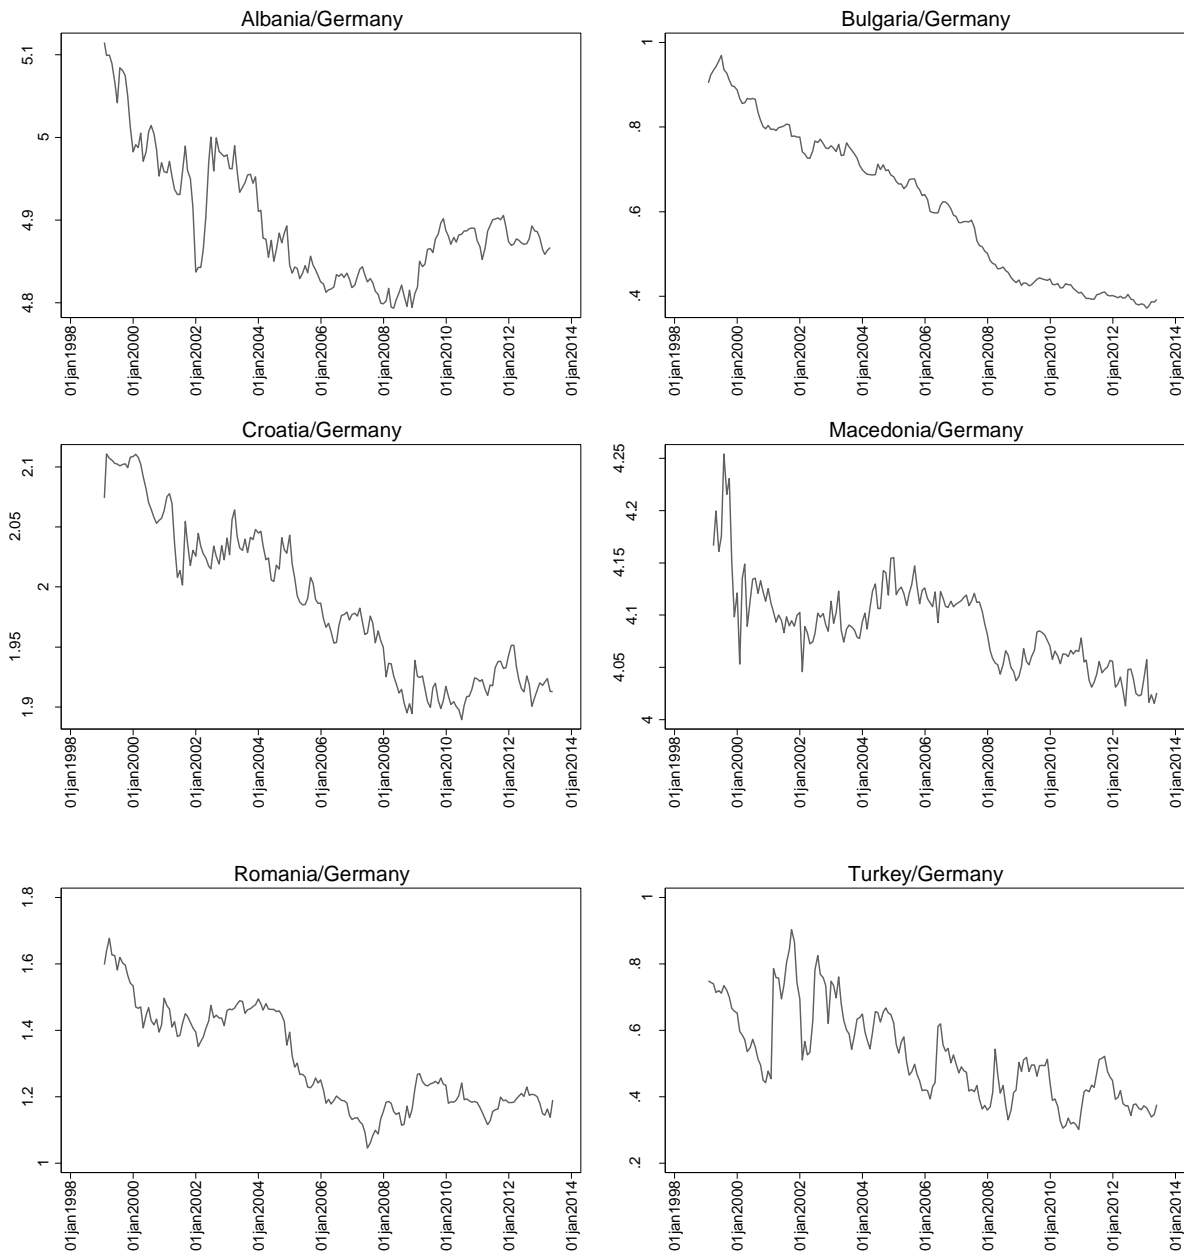 Albania/Germany
5.1
5
4.9
4.8
01jan1998
01jan2000
01jan2002
01jan2004
01jan2006
01jan2008
01jan2010
01jan2012
01jan2014
Bulgaria/Germany
1
.8
.6
.4
01jan1998
01jan2000
01jan2002
01jan2004
01jan2006
01jan2008
01jan2010
01jan2012
01jan2014
Croatia/Germany
2.1
2.05
2
1.95
1.9
01jan1998
01jan2000
01jan2002
01jan2004
01jan2006
01jan2008
01jan2010
01jan2012
01jan2014
Macedonia/Germany
4.25
4.2
4.15
4.1
4.05
4
01jan1998
01jan2000
01jan2002
01jan2004
01jan2006
01jan2008
01jan2010
01jan2012
01jan2014
Romania/Germany
1.8
1.6
1.4
1.2
1
01jan1998
01jan2000
01jan2002
01jan2004
01jan2006
01jan2008
01jan2010
01jan2012
01jan2014
Turkey/Germany
1
.8
.6
.4
.2
01jan1998
01jan2000
01jan2002
01jan2004
01jan2006
01jan2008
01jan2010
01jan2012
01jan2014